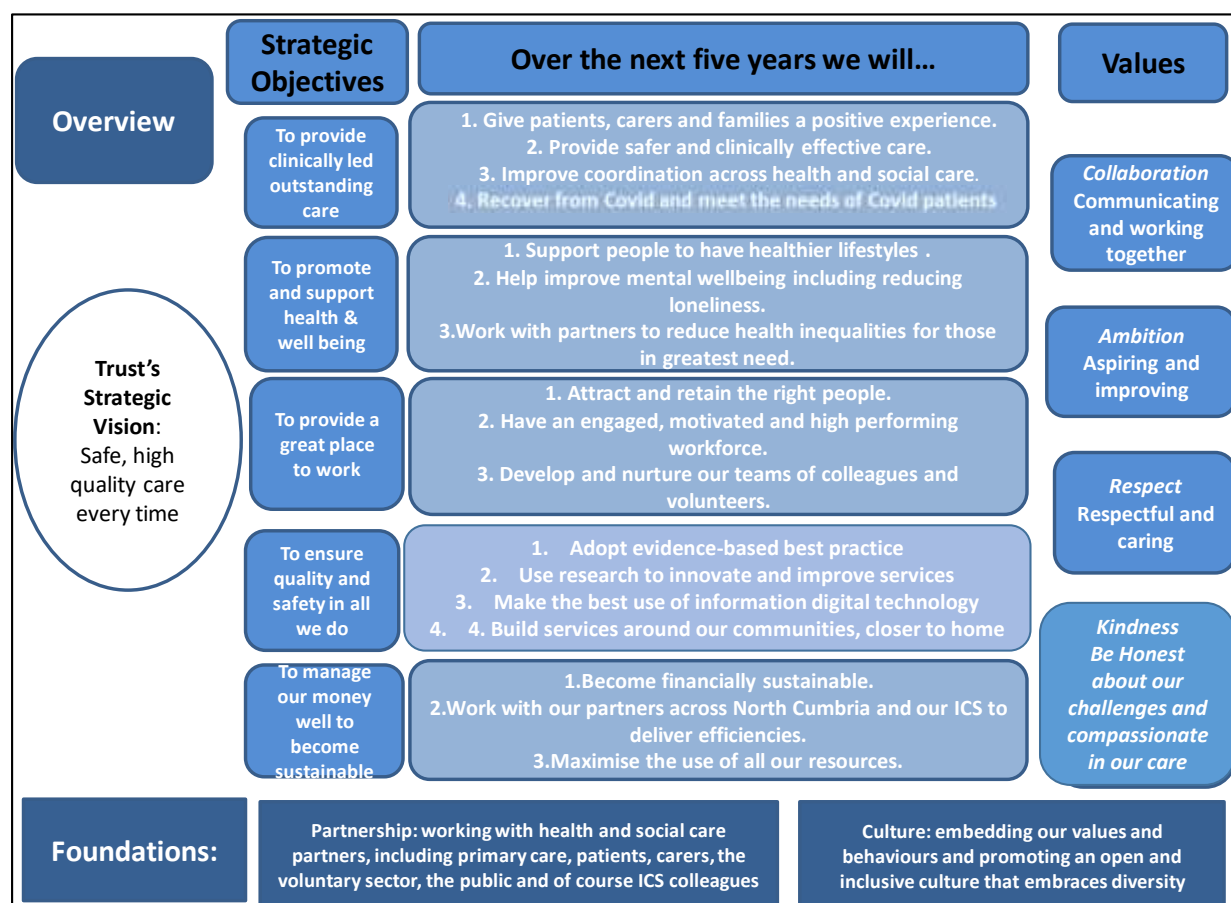 Overview
Strategic
Objectives
Over the next five years we will…
Values
To provide
clinically led
outstanding
care
1. Give patients, carers and families a positive experience.
2. Provide safer and clinically effective care.
3. Improve coordination across health and social care.
4. Recover from Covid and meet the needs of Covid patients
Collaboration
Communicating
and working
together
To promote
and support
health &
well being
1. Support people to have healthier lifestyles .
2. Help improve mental wellbeing including reducing
loneliness.
3.Work with partners to reduce health inequalities for those
in greatest need.
Ambition
Aspiring and
improving
Trust's
Strategic
Vision:
Safe, high
quality care
every time
To provide a
great place
to work
1. Attract and retain the right people.
2. Have an engaged, motivated and high performing
workforce.
3. Develop and nurture our teams of colleagues and
volunteers.
Respect
Respectful and
caring
To ensure
quality and
safety in all
we do
1. Adopt evidence-based best practice
2. Use research to innovate and improve services
3. Make the best use of information digital technology
4. 4. Build services around our communities, closer to home
Kindness
Be Honest
about our
challenges and
compassionate
in our care
To manage
our money
well to
become
sustainable
1.Become financially sustainable.
2.Work with our partners across North Cumbria and our ICS to
deliver efficiencies.
3.Maximise the use of all our resources.
Foundations:
Partnership: working with health and social care
partners, including primary care, patients, carers, the
voluntary sector, the public and of course ICS colleagues
Culture: embedding our values and
behaviours and promoting an open and
inclusive culture that embraces diversity